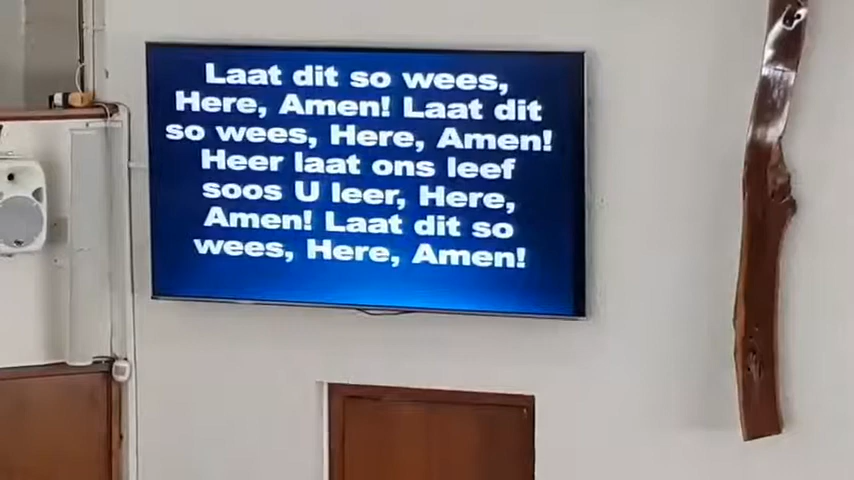 Laat dit so wees,
Here, Amen! Laat dit
so wees, Here, Amen!
Heer laat ons leef
soos U leer, Here,
Amen! Laat dit so
wees, Here, Amen!